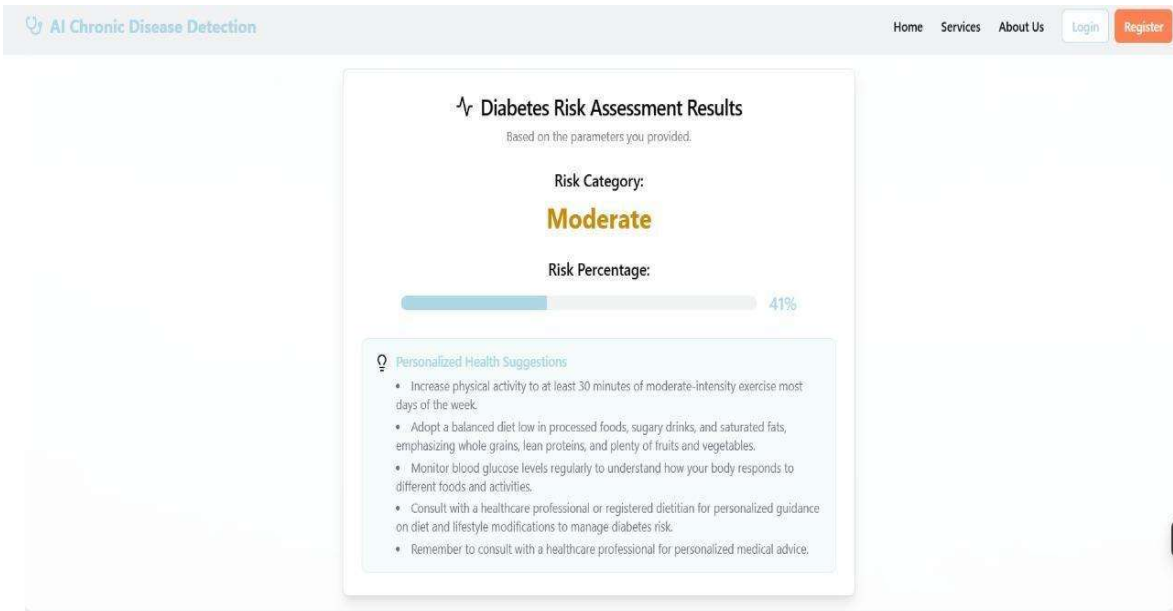 AI Chronic Disease Detection
Home Services About Us Login Register
Diabetes Risk Assessment Results
Based on the parameters you provided.
Risk Category:
Moderate
Risk Percentage:
41%
Personalized Health Suggestions
• Increase physical activity to at least 30 minutes of moderate-intensity exercise most
days of the week.
• Adopt a balanced diet low in processed foods, sugary drinks, and saturated fats,
emphasizing whole grains, lean proteins, and plenty of fruits and vegetables.
• Monitor blood glucose levels regularly to understand how your body responds to
different foods and activities.
• Consult with a healthcare professional or registered dietitian for personalized guidance
on diet and lifestyle modifications to manage diabetes risk.
• Remember to consult with a healthcare professional for personalized medical advice.